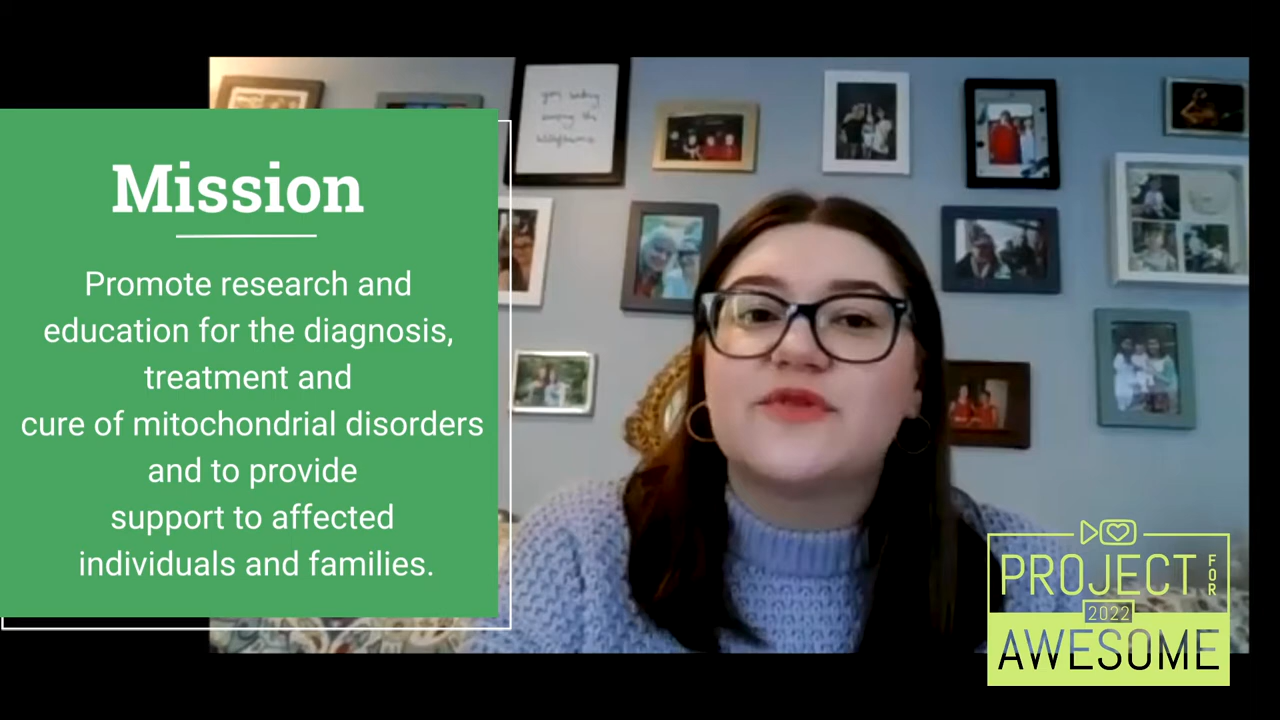 Mission
Promote research and
education for the diagnosis,
treatment and
cure of mitochondrial disorders
and to provide
support to affected
individuals and families.
PROJECT FOR
2022
AWESOME